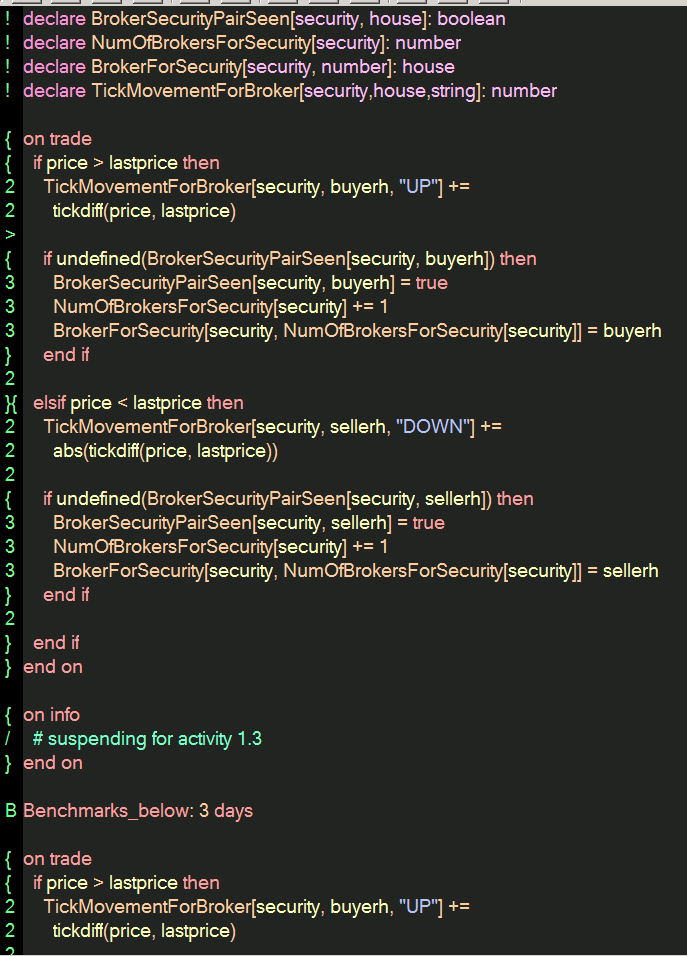 ! declare BrokerSecurityPairSeen[security, house]: boolean
! declare NumOfBrokersForSecurity[security]: number
! declare BrokerForSecurity[security, number]: house
! declare TickMovementForBroker[security,house,string]: number
{ on trade
{ if price > lastprice then
2 TickMovementForBroker[security, buyerh, "UP"] +=
2 tickdiff(price, lastprice)
>
{ if undefined(BrokerSecurityPairSeen[security, buyerh]) then
3 BrokerSecurityPairSeen[security, buyerh] = true
3 NumOfBrokersForSecurity[security] += 1
3 BrokerForSecurity[security, NumOfBrokersForSecurity[security]] = buyerh
} end if
2
}{ elsif price < lastprice then
2 TickMovementForBroker[security, sellerh, "DOWN"] +=
2 abs(tickdiff(price, lastprice))
2
{ if undefined(BrokerSecurityPairSeen[security, sellerh]) then
3 BrokerSecurityPairSeen[security, sellerh] = true
3 NumOfBrokersForSecurity[security] += 1
3 BrokerForSecurity[security, NumOfBrokersForSecurity[security]] = sellerh
} end if
2
} end if
} end on
{ on info
/ # suspending for activity 1.3
} end on
B Benchmarks_below: 3 days
{ on trade
{ if price > lastprice then
2 TickMovementForBroker[security, buyerh, "UP"] +=
2 tickdiff(price, lastprice)
2